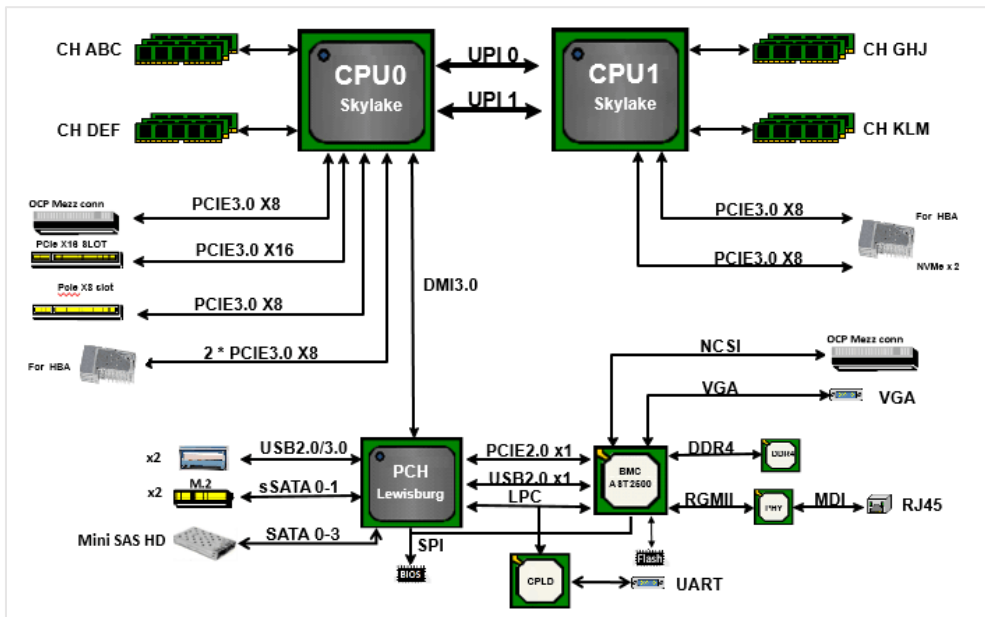 CH ABC
CPU0
Skylake
UPI 0
UPI 1
CPU1
Skylake
CH GHJ
CH DEF
CH KLM
OCP Mezz conn
PCIE3.0 X8
PCIe X16 SLOT
PCIE3.0 X16
Pcie X8 slot
PCIE3.0 X8
2 * PCIE3.0 X8
For HBA
DMI3.0
PCIE3.0 X8
For HBA
PCIE3.0 X8
NVMe x 2
NCSI
OCP Mezz conn
VGA
VGA
x2
USB2.0/3.0
PCH
Lewisburg
PCIE2.0 x1
USB2.0 x1
LPC
BMC
AST2500
DDR4
DDR4
x2
M.2
sSATA 0-1
RGMII
PHY
MDI
RJ45
Mini SAS HD
SATA 0-3
SPI
BIOS
Flash
CPLD
UART